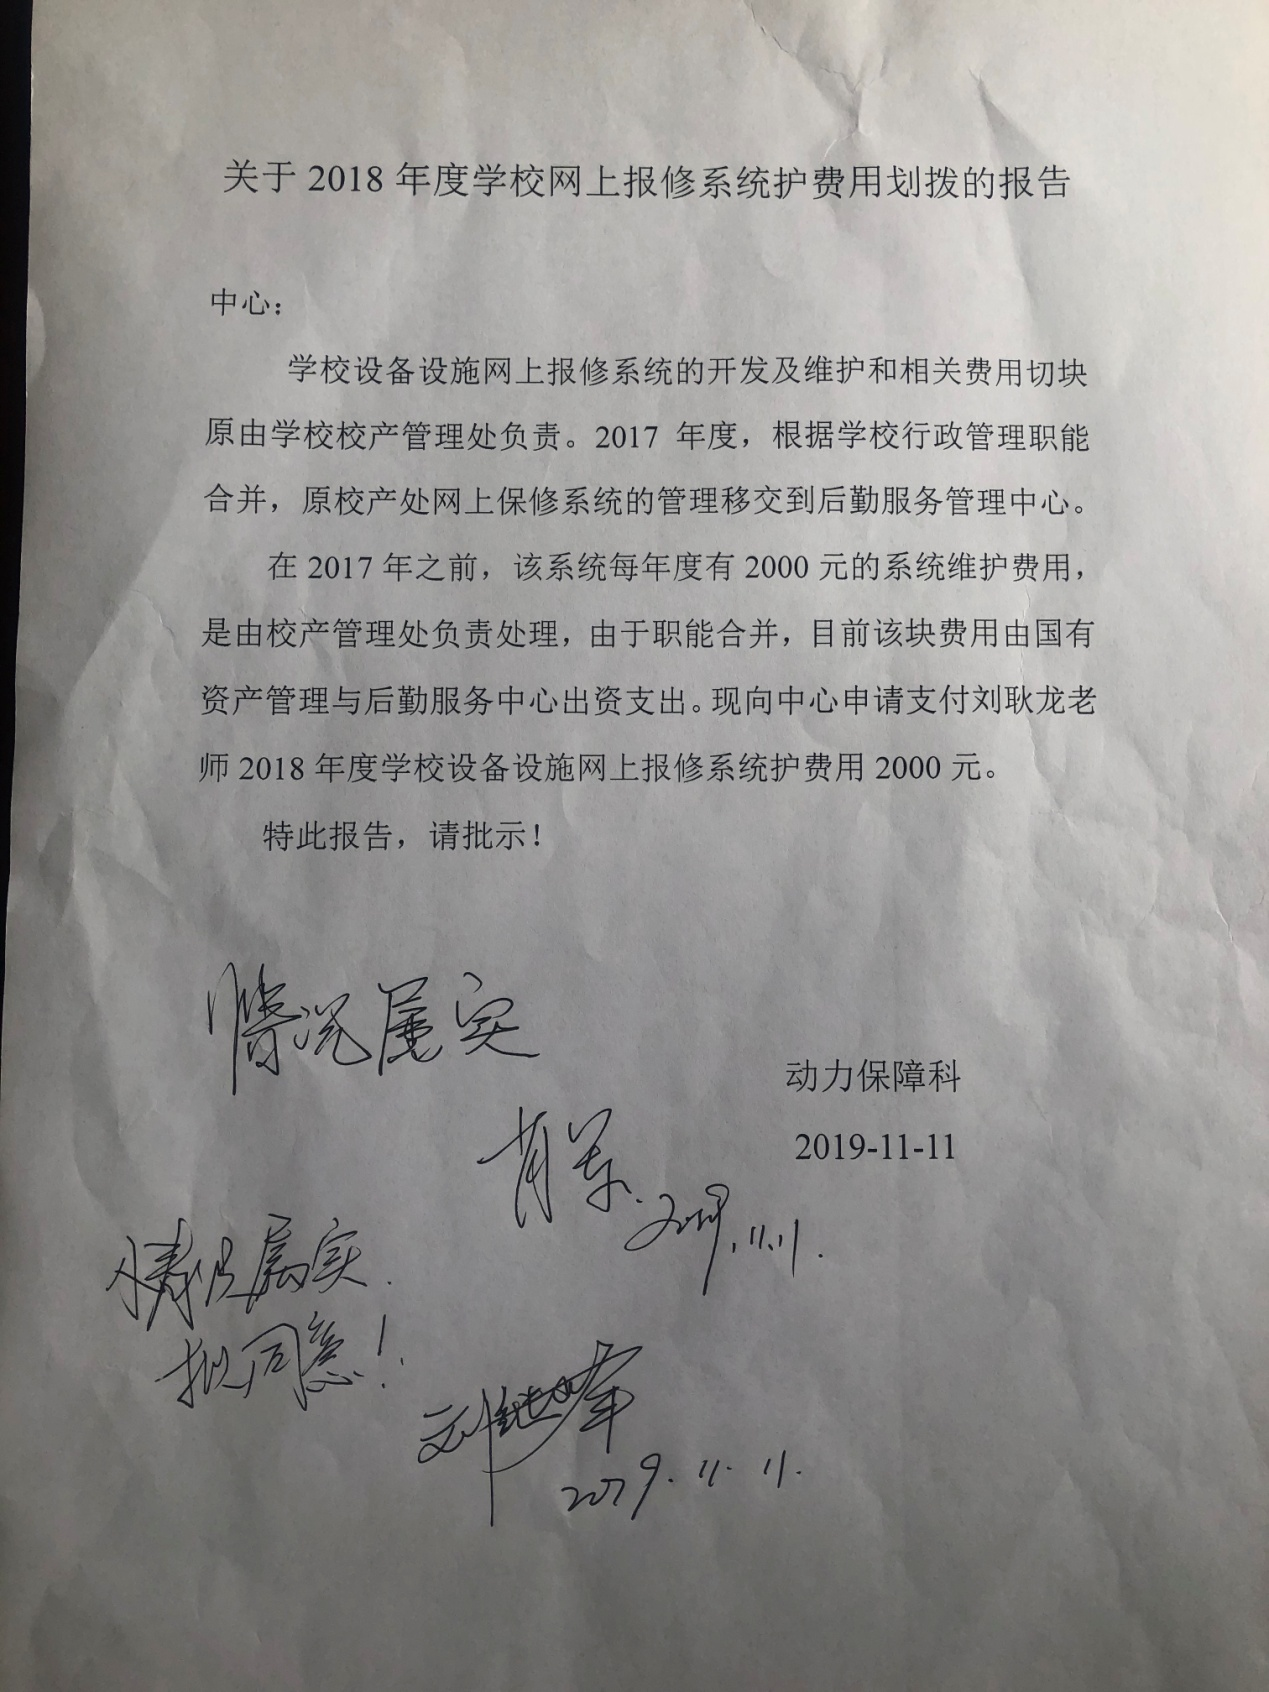 关于 2018 年度学校网上报修系统护费用划拨的报告
中心：
学校设备设施网上报修系统的开发及维护和相关费用切块
原由学校校产管理处负责。2017 年度，根据学校行政管理职能
合并，原校产处网上保修系统的管理移交到后勤服务管理中心。
在 2017 年之前，该系统每年度有 2000 元的系统维护费用，
是由校产管理处负责处理，由于职能合并，目前该块费用由国有
资产管理与后勤服务中心出资支出。现向中心申请支付刘耿龙老
师 2018 年度学校设备设施网上报修系统护费用 2000 元。
特此报告，请批示！
情况属实
动力保障科
2019-11-11
肖军
2019.11.11.
情况属实.
拟同意！
2019.11.11.